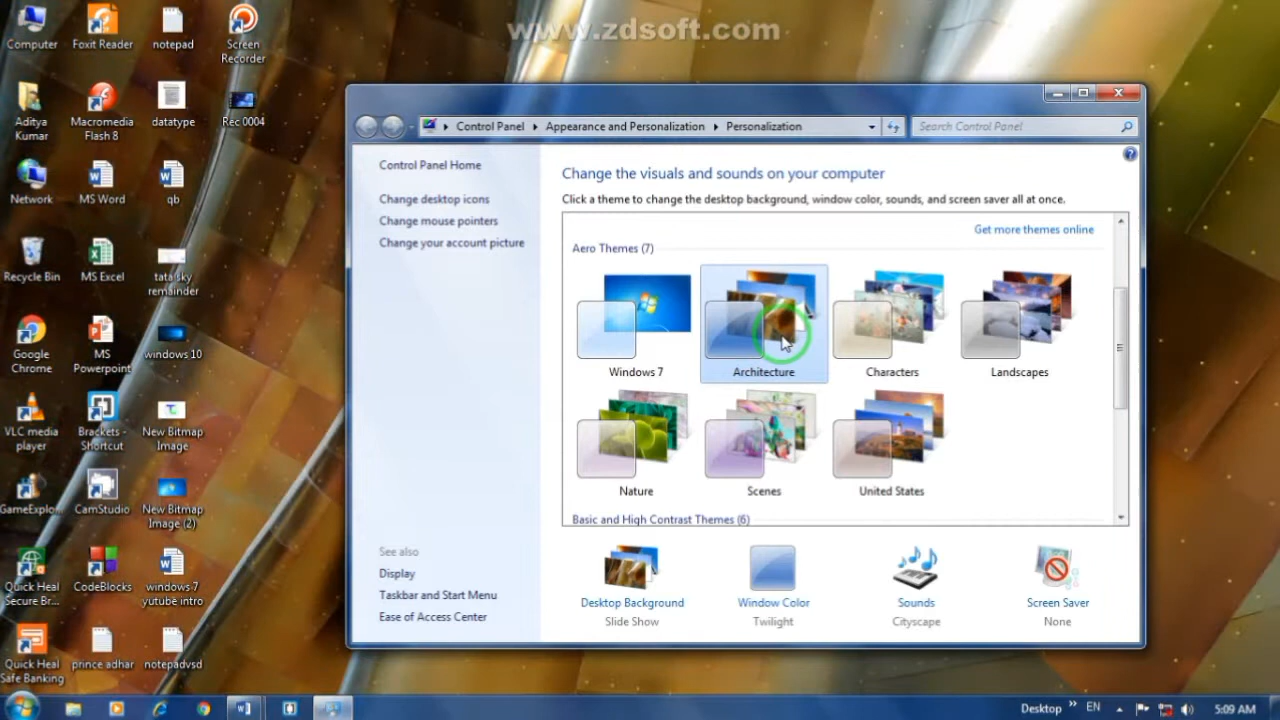 www.zdsoft.com
Computer
Foxit Reader
notepad
Screen
Recorder
Aditya
Kumar
Macromedia
Flash 8
datatype
Rec 0004
Network
MS Word
qb
Recycle Bin
MS Excel
tata sky
remainder
Google
Chrome
MS
Powerpoint
windows 10
VLC media
player
Brackets -
Shortcut
New Bitmap
Image
GameExplo...
CamStudio
New Bitmap
Image (2)
Quick Heal
Secure Br...
CodeBlocks
windows 7
yutube intro
Quick Heal
Safe Banking
prince adhar
notepadvsd
Control Panel
Appearance and Personalization
Personalization
Search Control Panel
Control Panel Home
Change desktop icons
Change mouse pointers
Change your account picture
See also
Display
Taskbar and Start Menu
Ease of Access Center
Change the visuals and sounds on your computer
Click a theme to change the desktop background, window color, sounds, and screen saver all at once.
Get more themes online
Aero Themes (7)
Windows 7
Architecture
Characters
Landscapes
Nature
Scenes
United States
Basic and High Contrast Themes (6)
Desktop Background
Slide Show
Window Color
Twilight
Sounds
Cityscape
Screen Saver
None
Desktop
EN
5:09 AM